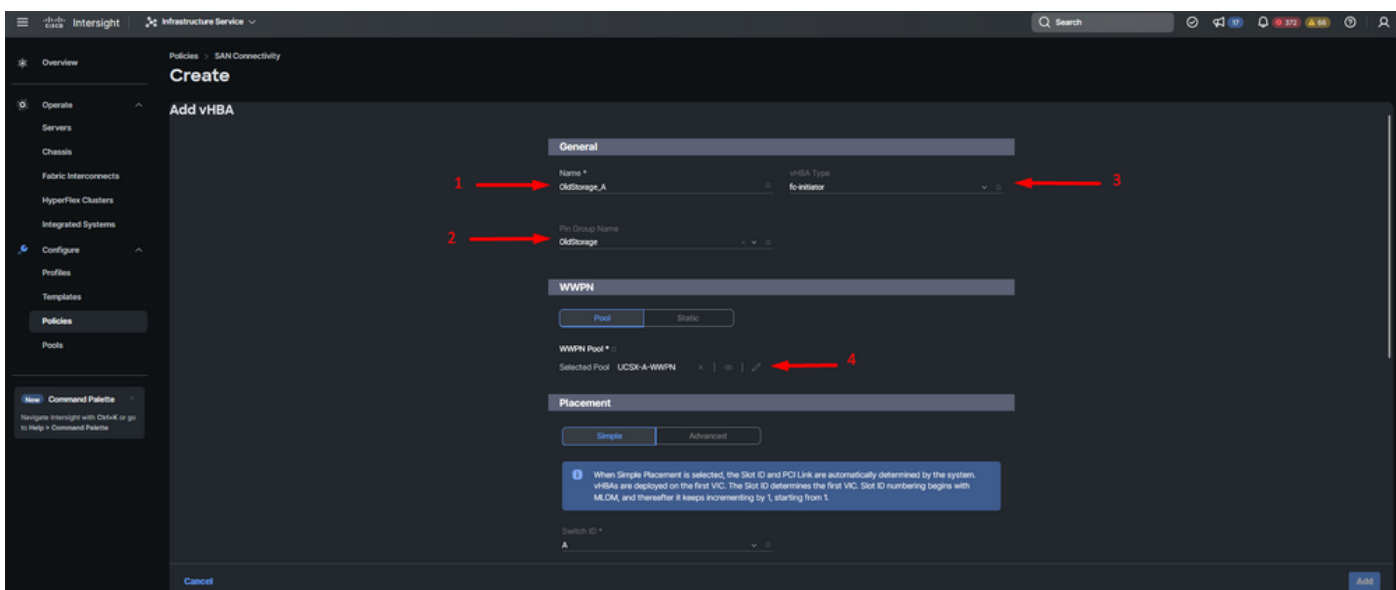 cisco Intersight Infrastructure Service Search 17 372 66
Overview
Operate
Servers
Chassis
Fabric Interconnects
HyperFlex Clusters
Integrated Systems
Configure
Profiles
Templates
Policies
Pools
New Command Palette
Navigate Intersight with Ctrl+K or go
to Help > Command Palette
Policies > SAN Connectivity
Create
Add vHBA
General
Name * vHBA Type
1 OldStorage_A fc-initiator 3
Pin Group Name
2 OldStorage
WWPN
Pool Static
WWPN Pool *
Selected Pool UCSX-A-WWPN 4
Placement
Simple Advanced
When Simple Placement is selected, the Slot ID and PCI Link are automatically determined by the system.
vHBAs are deployed on the first VIC. The Slot ID determines the first VIC. Slot ID numbering begins with
MLOM, and thereafter it keeps incrementing by 1, starting from 1.
Switch ID *
A
Cancel Add